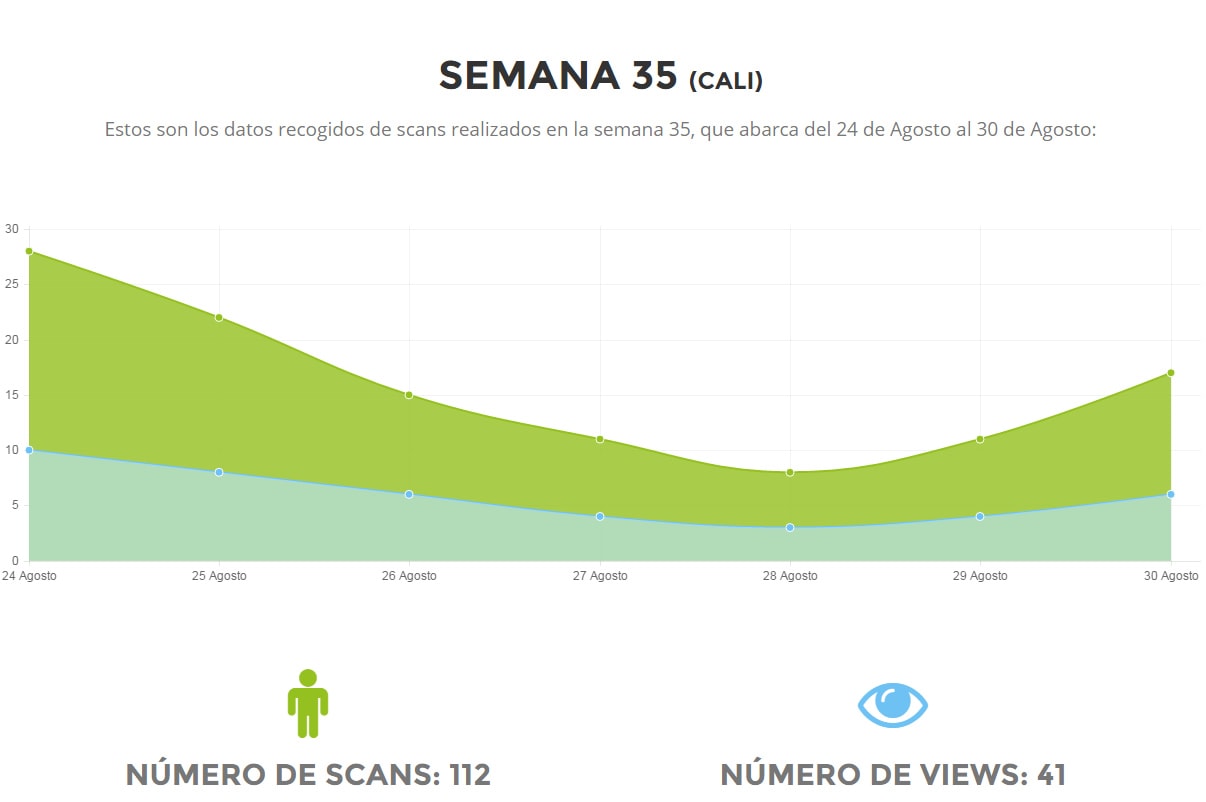 SEMANA 35 (CALI)
Estos son los datos recogidos de scans realizados en la semana 35, que abarca del 24 de Agosto al 30 de Agosto:
30
25
20
15
10
5
0
24 Agosto 25 Agosto 26 Agosto 27 Agosto 28 Agosto 29 Agosto 30 Agosto
NÚMERO DE SCANS: 112 NÚMERO DE VIEWS: 41